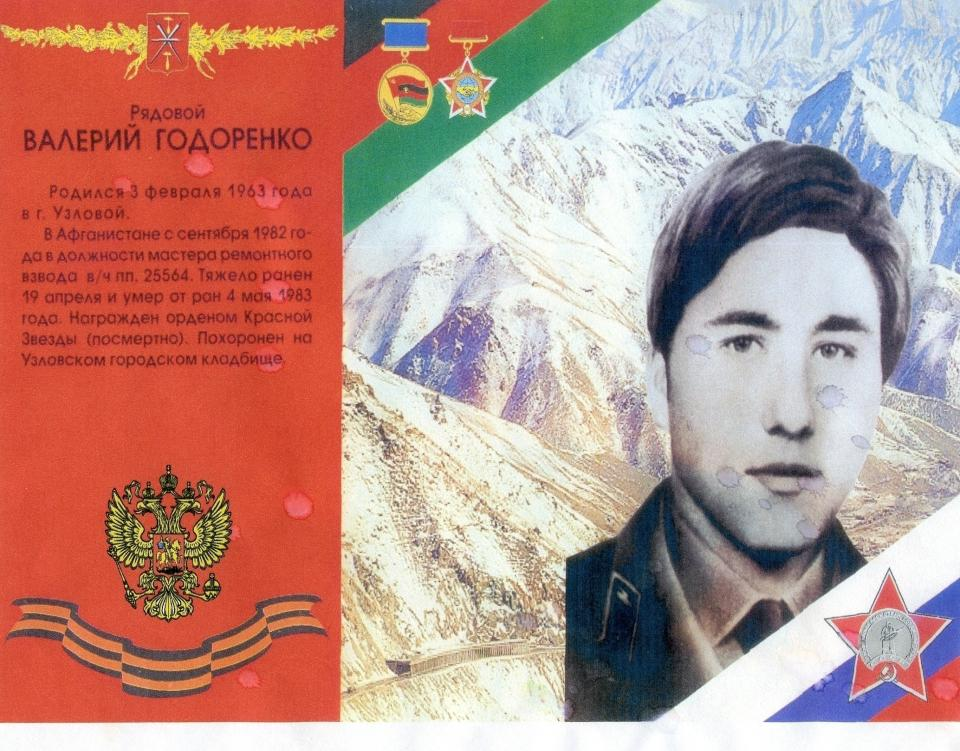 Рядовой
ВАЛЕРИЙ ГОДОРЕНКО
Родился 3 февраля 1963 года
в г. Узловой.
В Афганистане с сентября 1982 го-
да в должности мастера ремонтного
взвода в/ч пп. 25564. Тяжело ранен
19 апреля и умер от ран 4 мая 1983
года. Награжден орденом Красной
Звезды (посмертно). Похоронен на
Узловском городском кладбище.